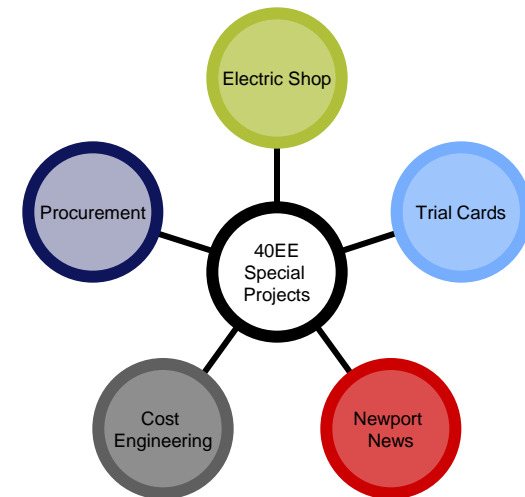 Electric Shop
Procurement
Trial Cards
40EE
Special
Projects
Cost
Engineering
Newport
News